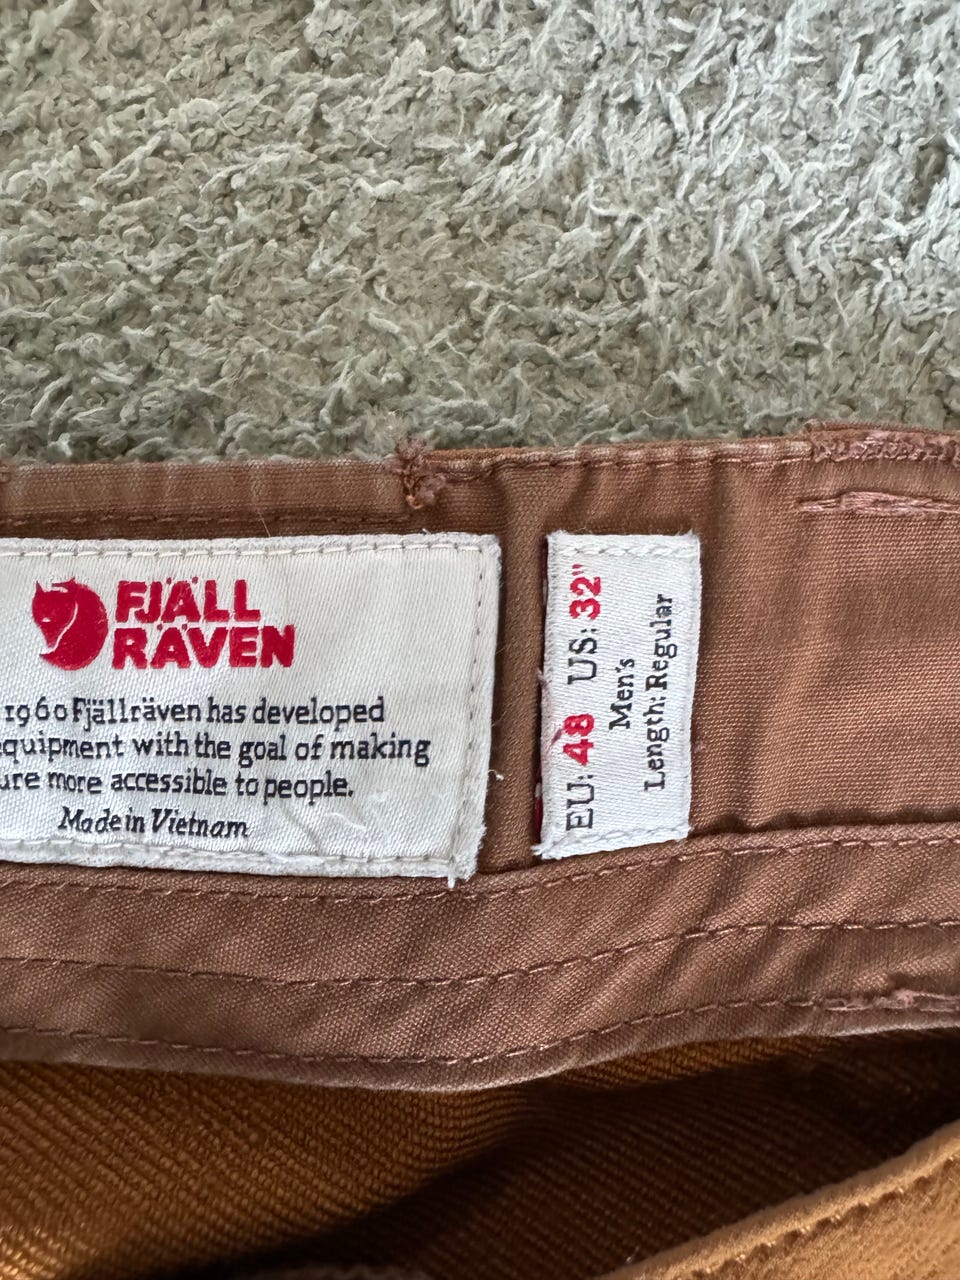 FJÄLL
RÄVEN
1960 Fjällräven has developed
equipment with the goal of making
more accessible to people.
Made in Vietnam
EU: 48 US: 32"
Men's
Length: Regular